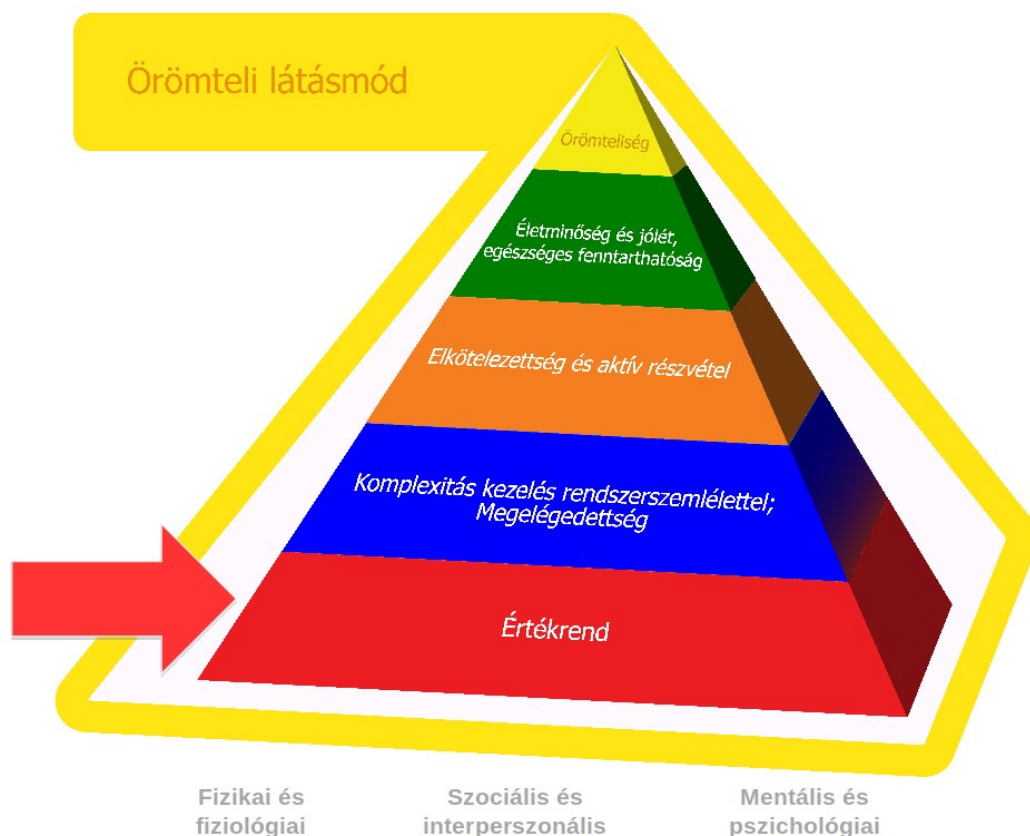 Örömteli látásmód
Örömteliség
Életminőség és jólét,
egészséges fenntarthatóság
Elkötelezettség és aktív részvétel
Komplexitás kezelés rendszerszemlélettel;
Megelégedettség
Értékrend
Fizikai és
fiziológiai
Szociális és
interperszonális
Mentális és
pszichológiai